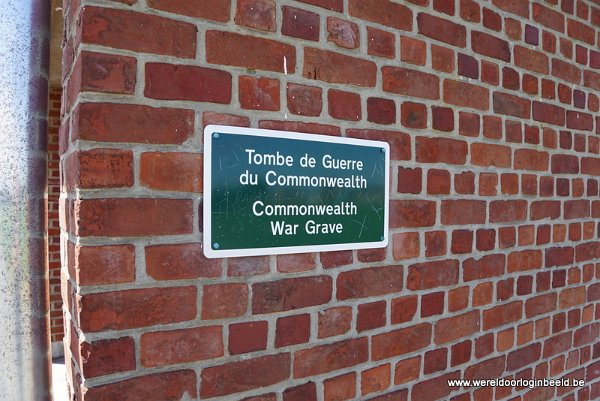 Tombe de Guerre
du Commonwealth
Commonwealth
War Grave
www.wereldoorloginbeeld.be